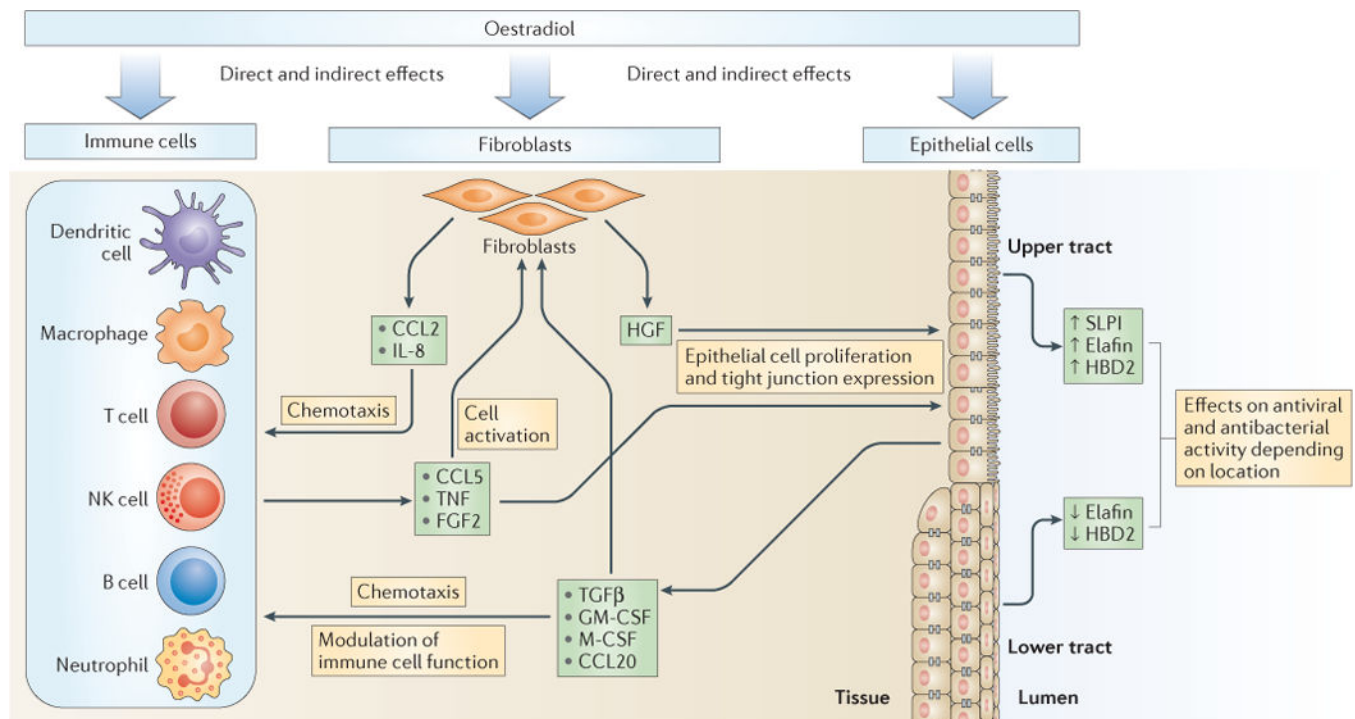 Oestradiol
Direct and indirect effects
Direct and indirect effects
Immune cells
Fibroblasts
Epithelial cells
Dendritic
cell
Macrophage
T cell
NK cell
B cell
Neutrophil
Fibroblasts
• CCL2
• IL-8
HGF
Chemotaxis
Cell
activation
Epithelial cell proliferation
and tight junction expression
• CCL5
• TNF
• FGF2
Chemotaxis
Modulation of
immune cell function
• TGFβ
• GM-CSF
• M-CSF
• CCL20
Upper tract
↑ SLPI
↑ Elafin
↑ HBD2
Effects on antiviral
and antibacterial
activity depending
on location
↓ Elafin
↓ HBD2
Lower tract
Tissue
Lumen